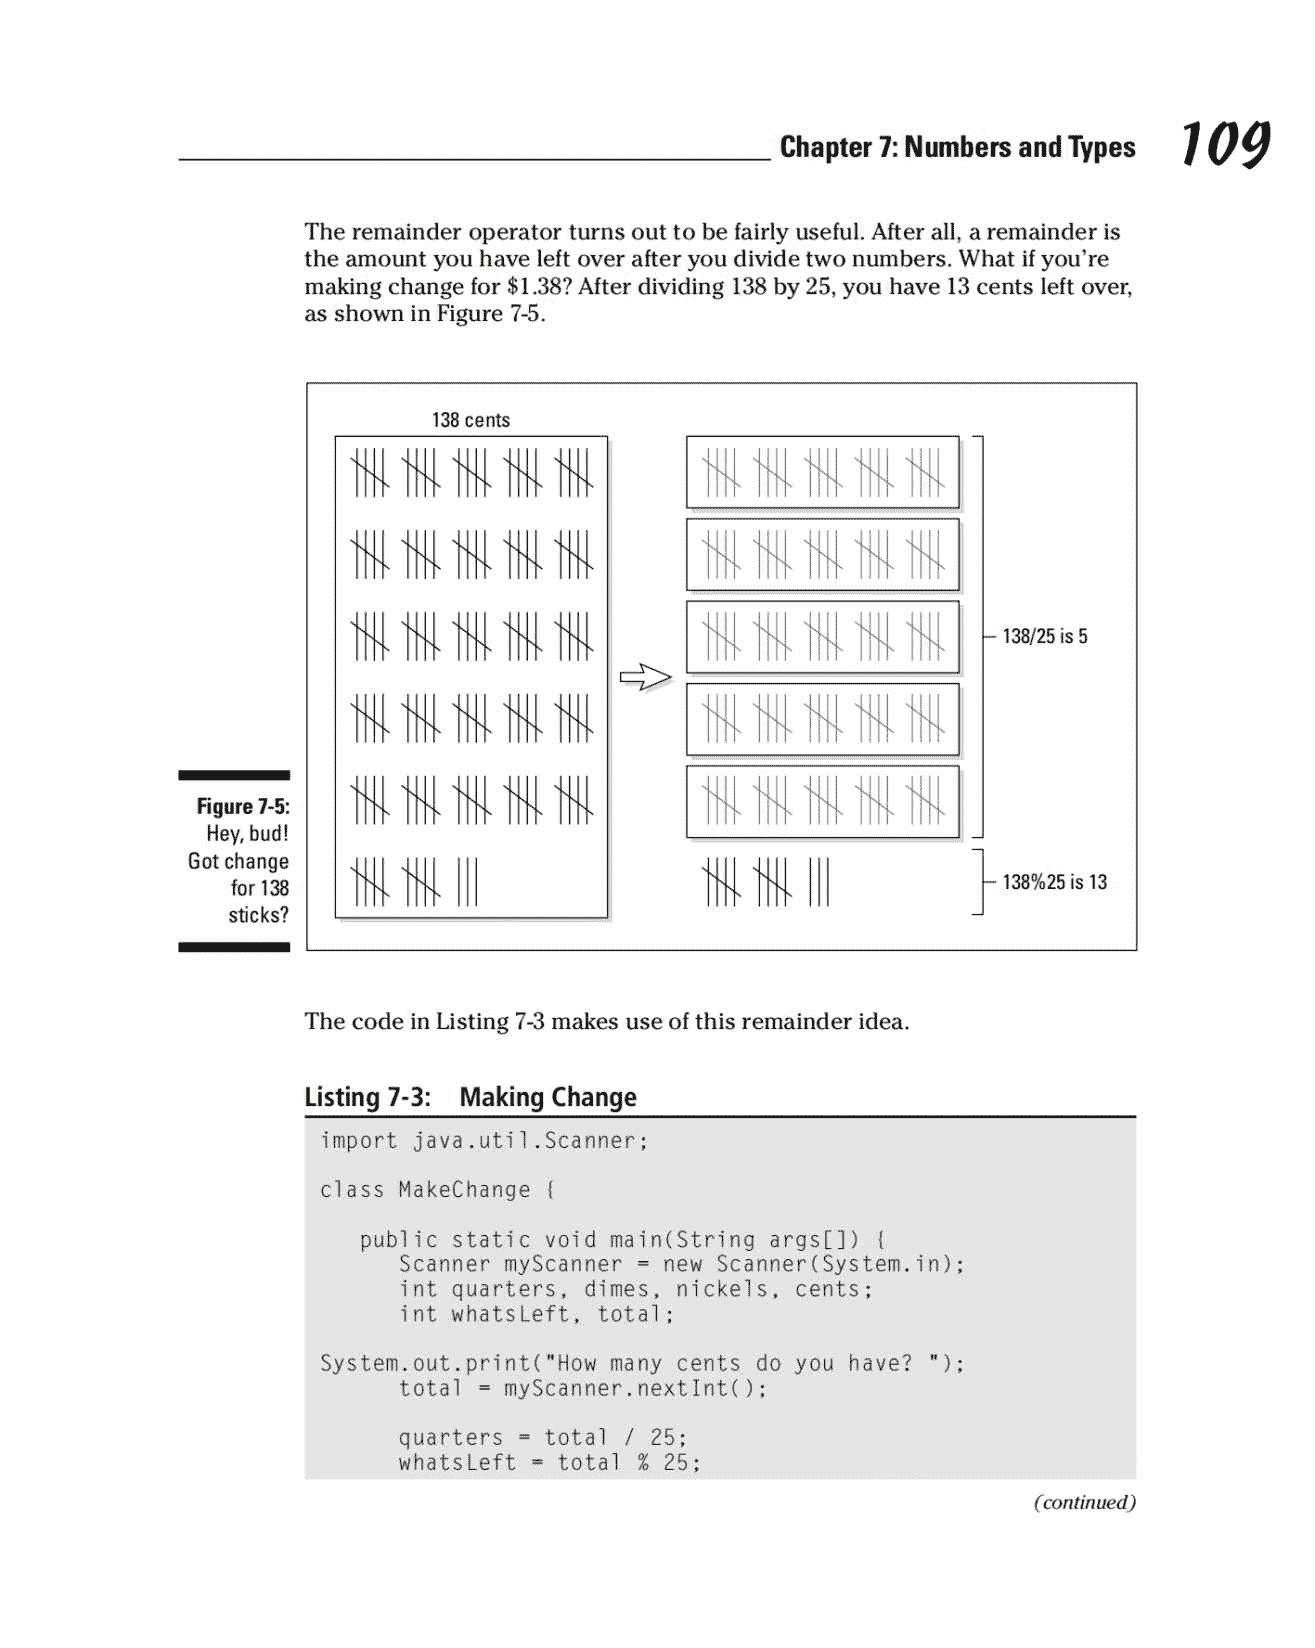 Chapter 7: Numbers and Types 109
The remainder operator turns out to be fairly useful. After all, a remainder is
the amount you have left over after you divide two numbers. What if you're
making change for $1.38? After dividing 138 by 25, you have 13 cents left over,
as shown in Figure 7-5.
138 cents
138/25 is 5
138%25 is 13
Figure 7-5:
Hey, bud!
Got change
for 138
sticks?
The code in Listing 7-3 makes use of this remainder idea.
Listing 7-3: Making Change
import java.util.Scanner;
class MakeChange {
public static void main(String args[]) {
Scanner myScanner = new Scanner(System.in);
int quarters, dimes, nickels, cents;
int whatsLeft, total;
System.out.print("How many cents do you have? ");
total = myScanner.nextInt();
quarters = total / 25;
whatsLeft = total % 25;
(continued)